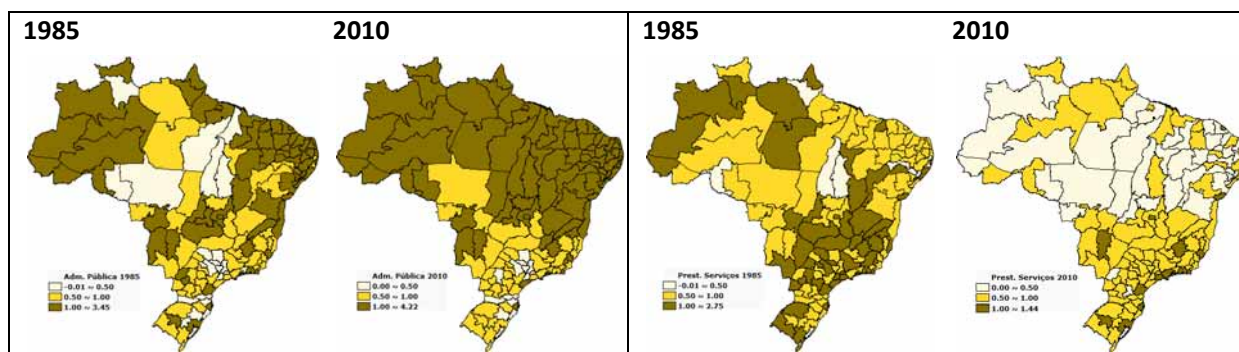 1985
2010
1985
2010
Adm. Pública 1985
-0.01 ≈ 0.50
0.50 ≈ 1.00
1.00 ≈ 3.45
Adm. Pública 2010
0.00 ≈ 0.50
0.50 ≈ 1.00
1.00 ≈ 4.22
Prest. Serviços 1985
-0.01 ≈ 0.50
0.50 ≈ 1.00
1.00 ≈ 2.75
Prest. Serviços 2010
0.00 ≈ 0.50
0.50 ≈ 1.00
1.00 ≈ 1.44